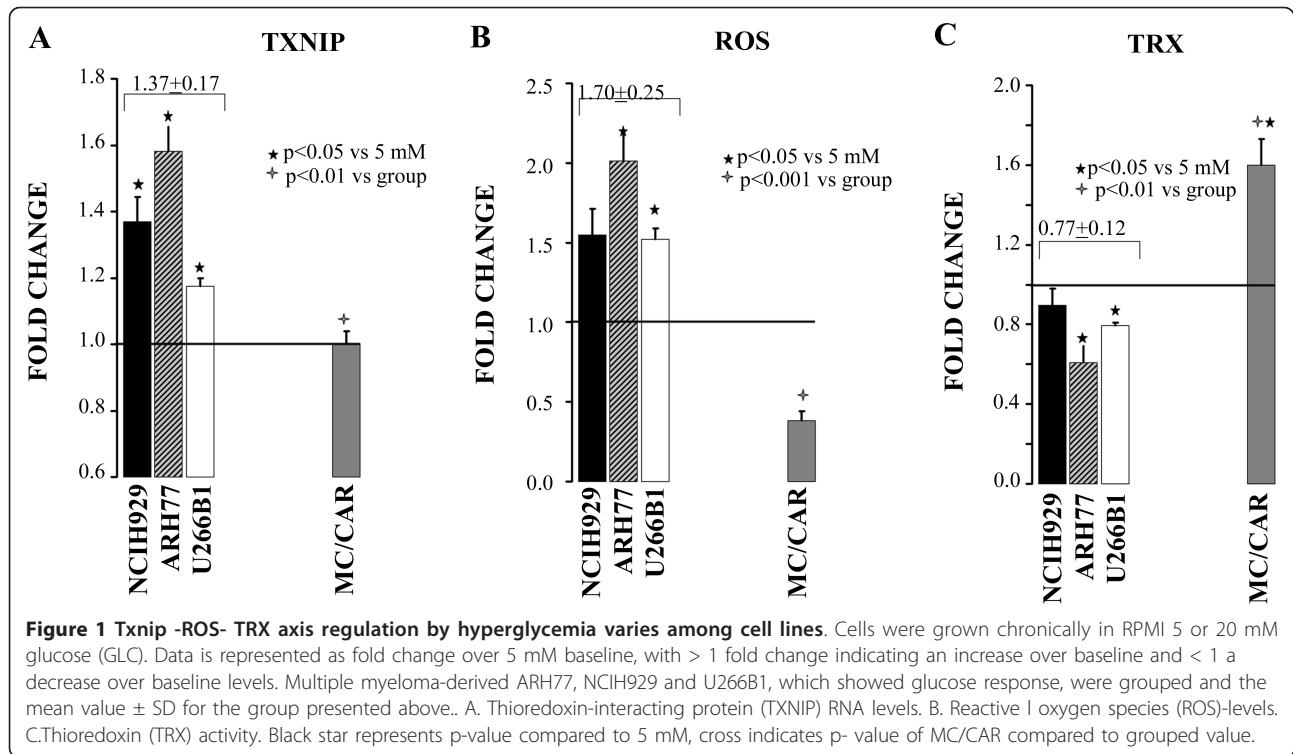 A
TXNIP
1.37±0.17
★ p<0.05 vs 5 mM
✧ p<0.01 vs group
FOLD CHANGE
1.8
1.6
1.4
1.2
1.0
0.8
0.6
NCIH929
ARH77
U266B1
MC/CAR
B
ROS
1.70±0.25
★ p<0.05 vs 5 mM
✧ p<0.001 vs group
FOLD CHANGE
2.5
2.0
1.5
1.0
0.5
0.0
NCIH929
ARH77
U266B1
MC/CAR
C
TRX
★ p<0.05 vs 5 mM
✧ p<0.01 vs group
0.77±0.12
FOLD CHANGE
2.0
1.6
1.2
0.8
0.4
0.0
NCIH929
ARH77
U266B1
MC/CAR
Figure 1 Txnip -ROS- TRX axis regulation by hyperglycemia varies among cell lines. Cells were grown chronically in RPMI 5 or 20 mM
glucose (GLC). Data is represented as fold change over 5 mM baseline, with > 1 fold change indicating an increase over baseline and < 1 a
decrease over baseline levels. Multiple myeloma-derived ARH77, NCIH929 and U266B1, which showed glucose response, were grouped and the
mean value ± SD for the group presented above.. A. Thioredoxin-interacting protein (TXNIP) RNA levels. B. Reactive l oxygen species (ROS)-levels.
C.Thioredoxin (TRX) activity. Black star represents p-value compared to 5 mM, cross indicates p- value of MC/CAR compared to grouped value.